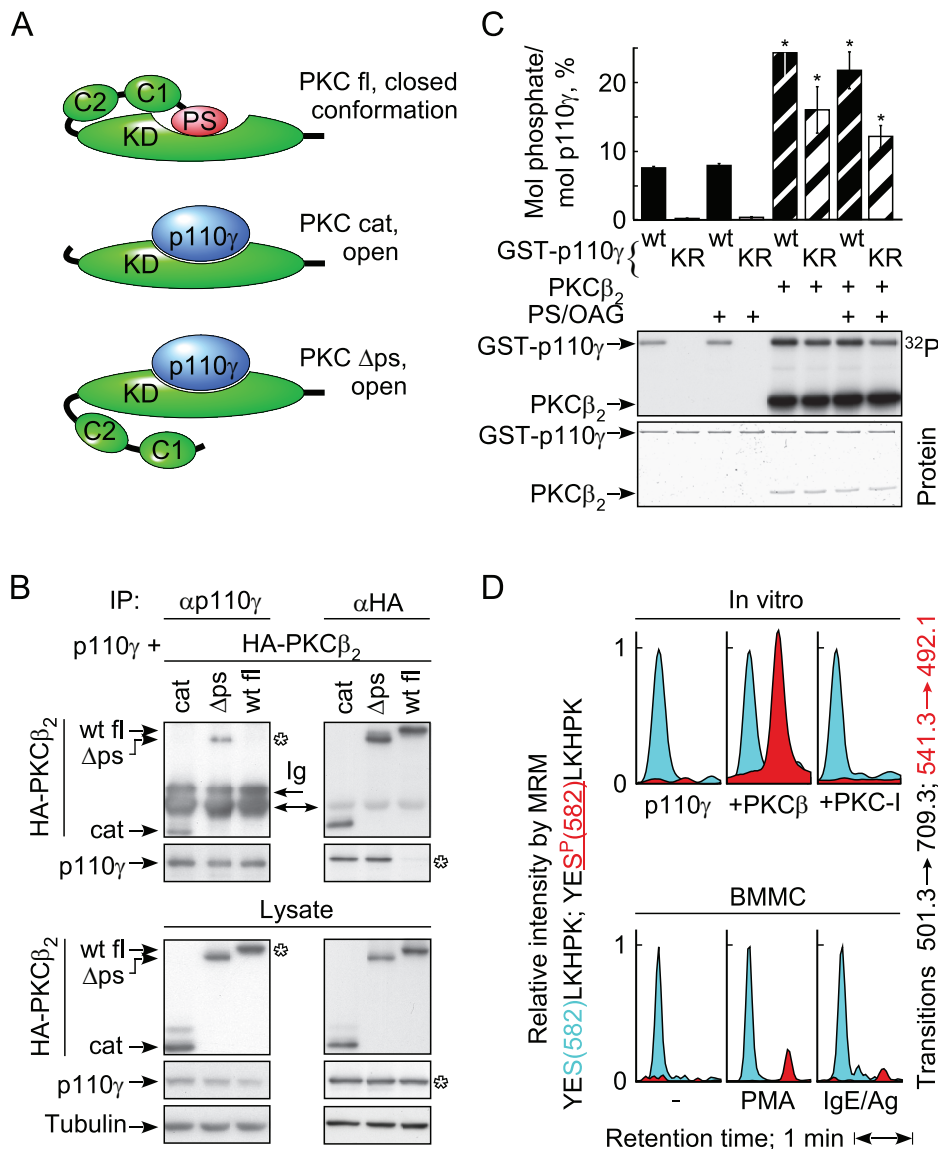 A
C2
C1
PS
KD
PKC fl, closed
conformation
p110γ
KD
PKC cat,
open
p110γ
KD
C2
C1
PKC Δps,
open
B
IP:
αp110γ
αHA
p110γ +
HA-PKCβ₂
cat
Δps
wt fl
cat
Δps
wt fl
HA-PKCβ₂
wt fl
Δps
Ig
cat
p110γ
Lysate
HA-PKCβ₂
wt fl
Δps
cat
p110γ
Tubulin
C
Mol phosphate/
mol p110γ, %
20
10
0
* * * *
GST-p110γ {
wt KR wt KR wt KR wt KR
PKCβ₂ + + + +
PS/OAG + + + +
GST-p110γ
³²P
PKCβ₂
GST-p110γ
PKCβ₂
Protein
D
In vitro
1
0
p110γ
+PKCβ
+PKC-I
BMMC
1
0
-
PMA
IgE/Ag
Retention time; 1 min
Relative intensity by MRM
YES(582)LKHPK; YESᴾ(582)LKHPK
Transitions 501.3→709.3; 541.3→492.1